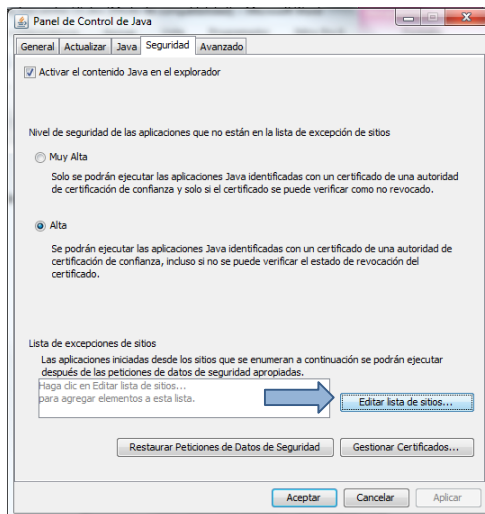 Panel de Control de Java
General Actualizar Java Seguridad Avanzado
Activar el contenido Java en el explorador
Nivel de seguridad de las aplicaciones que no están en la lista de excepción de sitios
Muy Alta
Solo se podrán ejecutar las aplicaciones Java identificadas con un certificado de una autoridad
de certificación de confianza y solo si el certificado se puede verificar como no revocado.
Alta
Se podrán ejecutar las aplicaciones Java identificadas con un certificado de una autoridad de
certificación de confianza, incluso si no se puede verificar el estado de revocación del
certificado.
Lista de excepciones de sitios
Las aplicaciones iniciadas desde los sitios que se enumeran a continuación se podrán ejecutar
después de las peticiones de datos de seguridad apropiadas.
Haga clic en Editar lista de sitios...
para agregar elementos a esta lista.
Editar lista de sitios...
Restaurar Peticiones de Datos de Seguridad Gestionar Certificados...
Aceptar Cancelar Aplicar